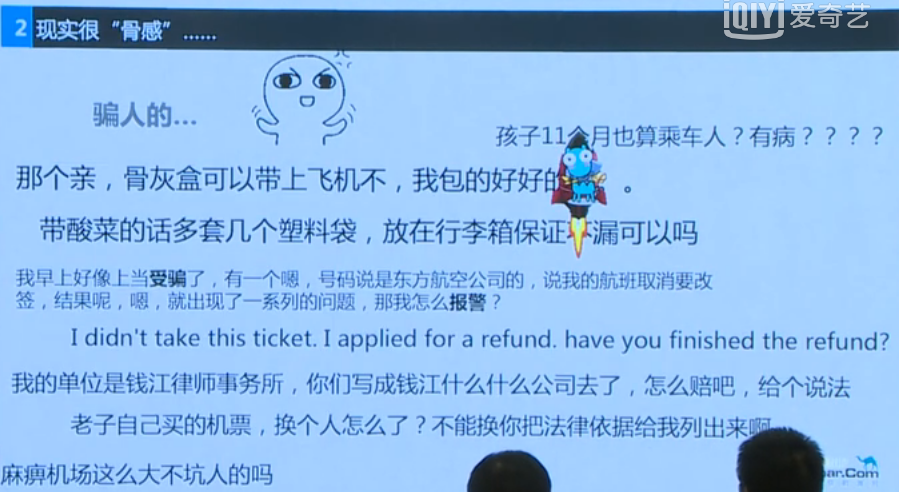 iQIYI 爱奇艺
2 现实很“骨感”……
骗人的…
孩子11个月也算乘车人？有病？？？？
那个亲，骨灰盒可以带上飞机不，我包的好好的 。
带酸菜的话多套几个塑料袋，放在行李箱保证 漏可以吗
我早上好像上当受骗了，有一个嗯，号码说是东方航空公司的，说我的航班取消要改
签，结果呢，嗯，就出现了一系列的问题，那我怎么报警？
I didn't take this ticket. I applied for a refund. have you finished the refund?
我的单位是钱江律师事务所，你们写成钱江什么什么公司去了，怎么赔吧，给个说法
老子自己买的机票，换个人怎么了？不能换你把法律依据给我列出来啊
麻痹机场这么大不坑人的吗
.Com